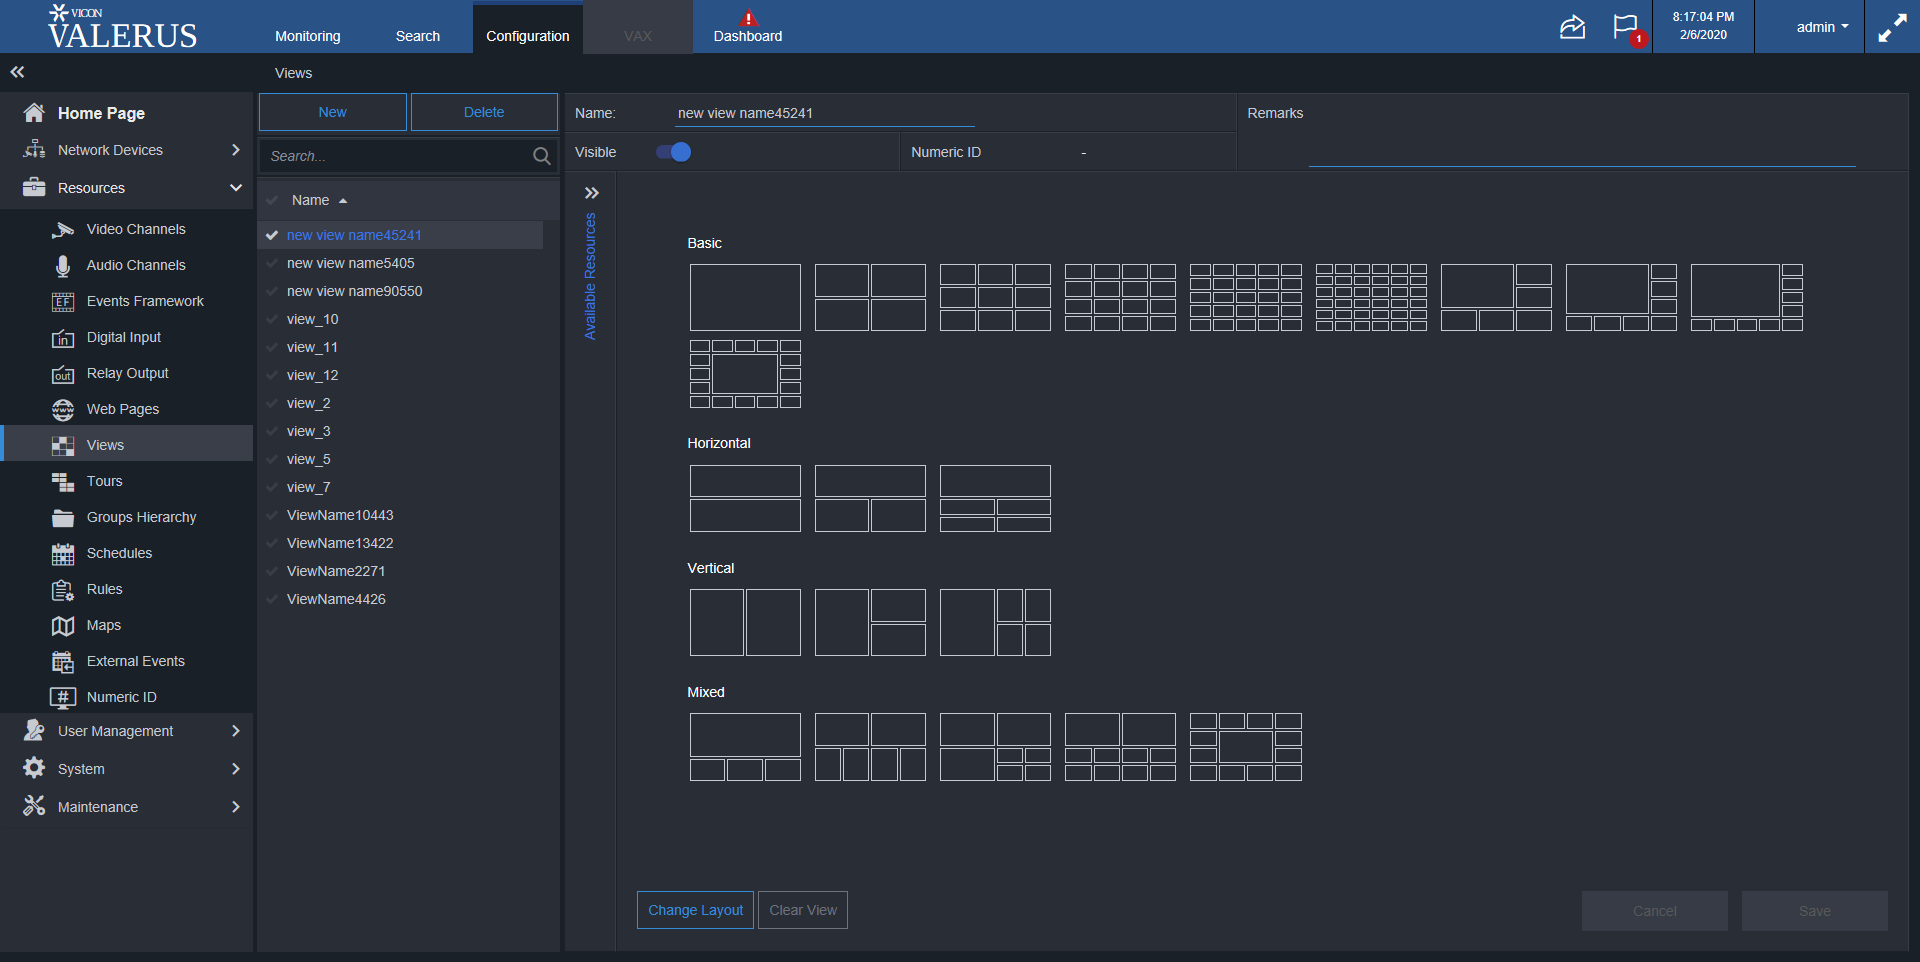 VICON
VALERUS
Monitoring
Search
Configuration
VAX
Dashboard
1
8:17:04 PM
2/6/2020
admin
Views
Home Page
Network Devices
Resources
Video Channels
Audio Channels
EF
Events Framework
in
Digital Input
out
Relay Output
www
Web Pages
Views
Tours
Groups Hierarchy
Schedules
Rules
Maps
External Events
#
Numeric ID
User Management
System
Maintenance
New
Delete
Search...
Name
new view name45241
new view name5405
new view name90550
view_10
view_11
view_12
view_2
view_3
view_5
view_7
ViewName10443
ViewName13422
ViewName2271
ViewName4426
Name:
new view name45241
Remarks
Visible
Numeric ID
-
Available Resources
Basic
Horizontal
Vertical
Mixed
Change Layout
Clear View
Cancel
Save